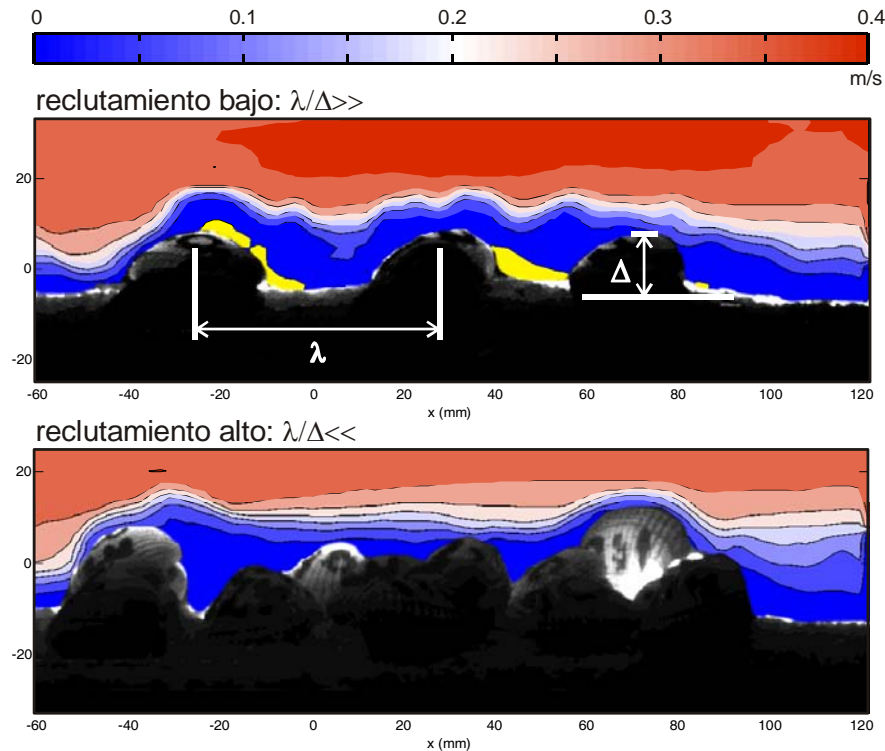 0 0.1 0.2 0.3 0.4
m/s
reclutamiento bajo: λ/Δ>>
20
0
-20
Δ
λ
-60 -40 -20 0 20 40 60 80 100 120
x (mm)
reclutamiento alto: λ/Δ<<
20
0
-20
-60 -40 -20 0 20 40 60 80 100 120
x (mm)